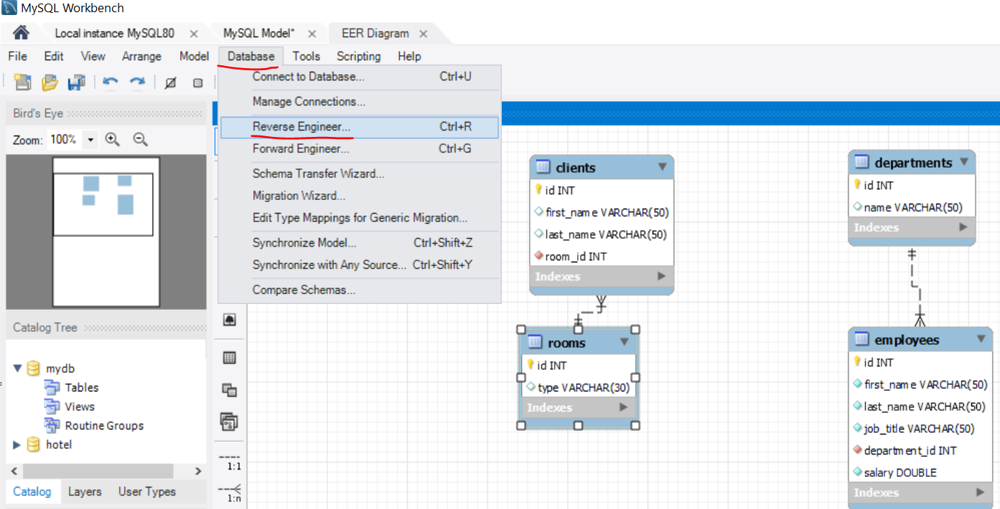 MySQL Workbench
Local instance MySQL80 MySQL Model* EER Diagram
File Edit View Arrange Model Database Tools Scripting Help
Connect to Database... Ctrl+U
Manage Connections...
Reverse Engineer... Ctrl+R
Forward Engineer... Ctrl+G
Schema Transfer Wizard...
Migration Wizard...
Edit Type Mappings for Generic Migration...
Synchronize Model... Ctrl+Shift+Z
Synchronize with Any Source... Ctrl+Shift+Y
Compare Schemas...
Bird's Eye
Zoom: 100%
Catalog Tree
mydb
Tables
Views
Routine Groups
hotel
Catalog Layers User Types
1:1
1:n
clients
id INT
first_name VARCHAR(50)
last_name VARCHAR(50)
room_id INT
Indexes
rooms
id INT
type VARCHAR(30)
Indexes
departments
id INT
name VARCHAR(50)
Indexes
employees
id INT
first_name VARCHAR(50)
last_name VARCHAR(50)
job_title VARCHAR(50)
department_id INT
salary DOUBLE
Indexes